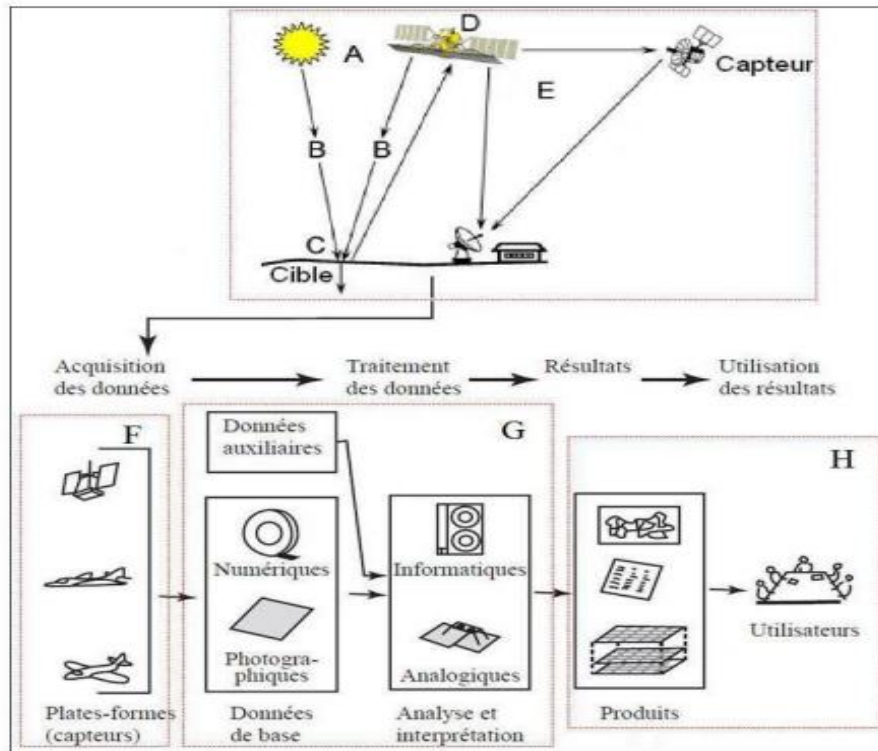 D
A
Capteur
E
B B
C
Cible
Acquisition
des données
Traitement
des données
Résultats
Utilisation
des résultats
F
Données
auxiliaires
G
H
Numériques
Informatiques
Photogra-
phiques
Analogiques
Utilisateurs
Plates-formes
(capteurs)
Données
de base
Analyse et
interprétation
Produits